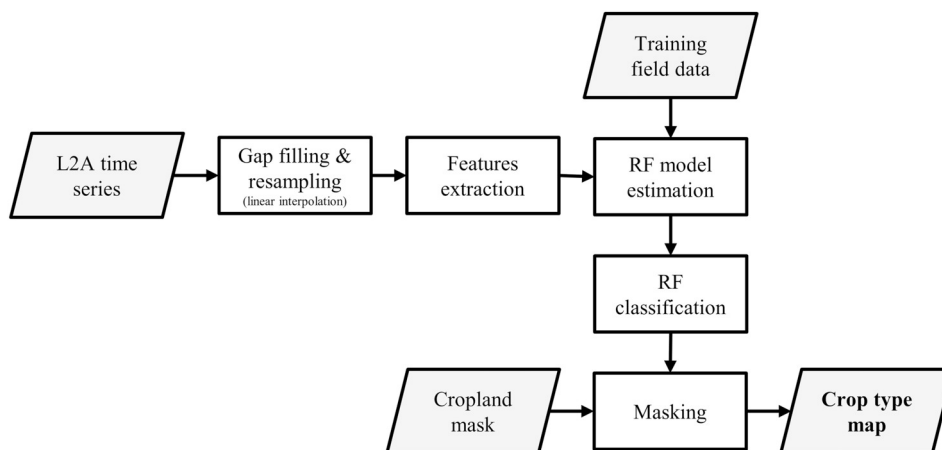 Training
field data
L2A time
series
Gap filling &
resampling
(linear interpolation)
Features
extraction
RF model
estimation
RF
classification
Cropland
mask
Masking
Crop type
map